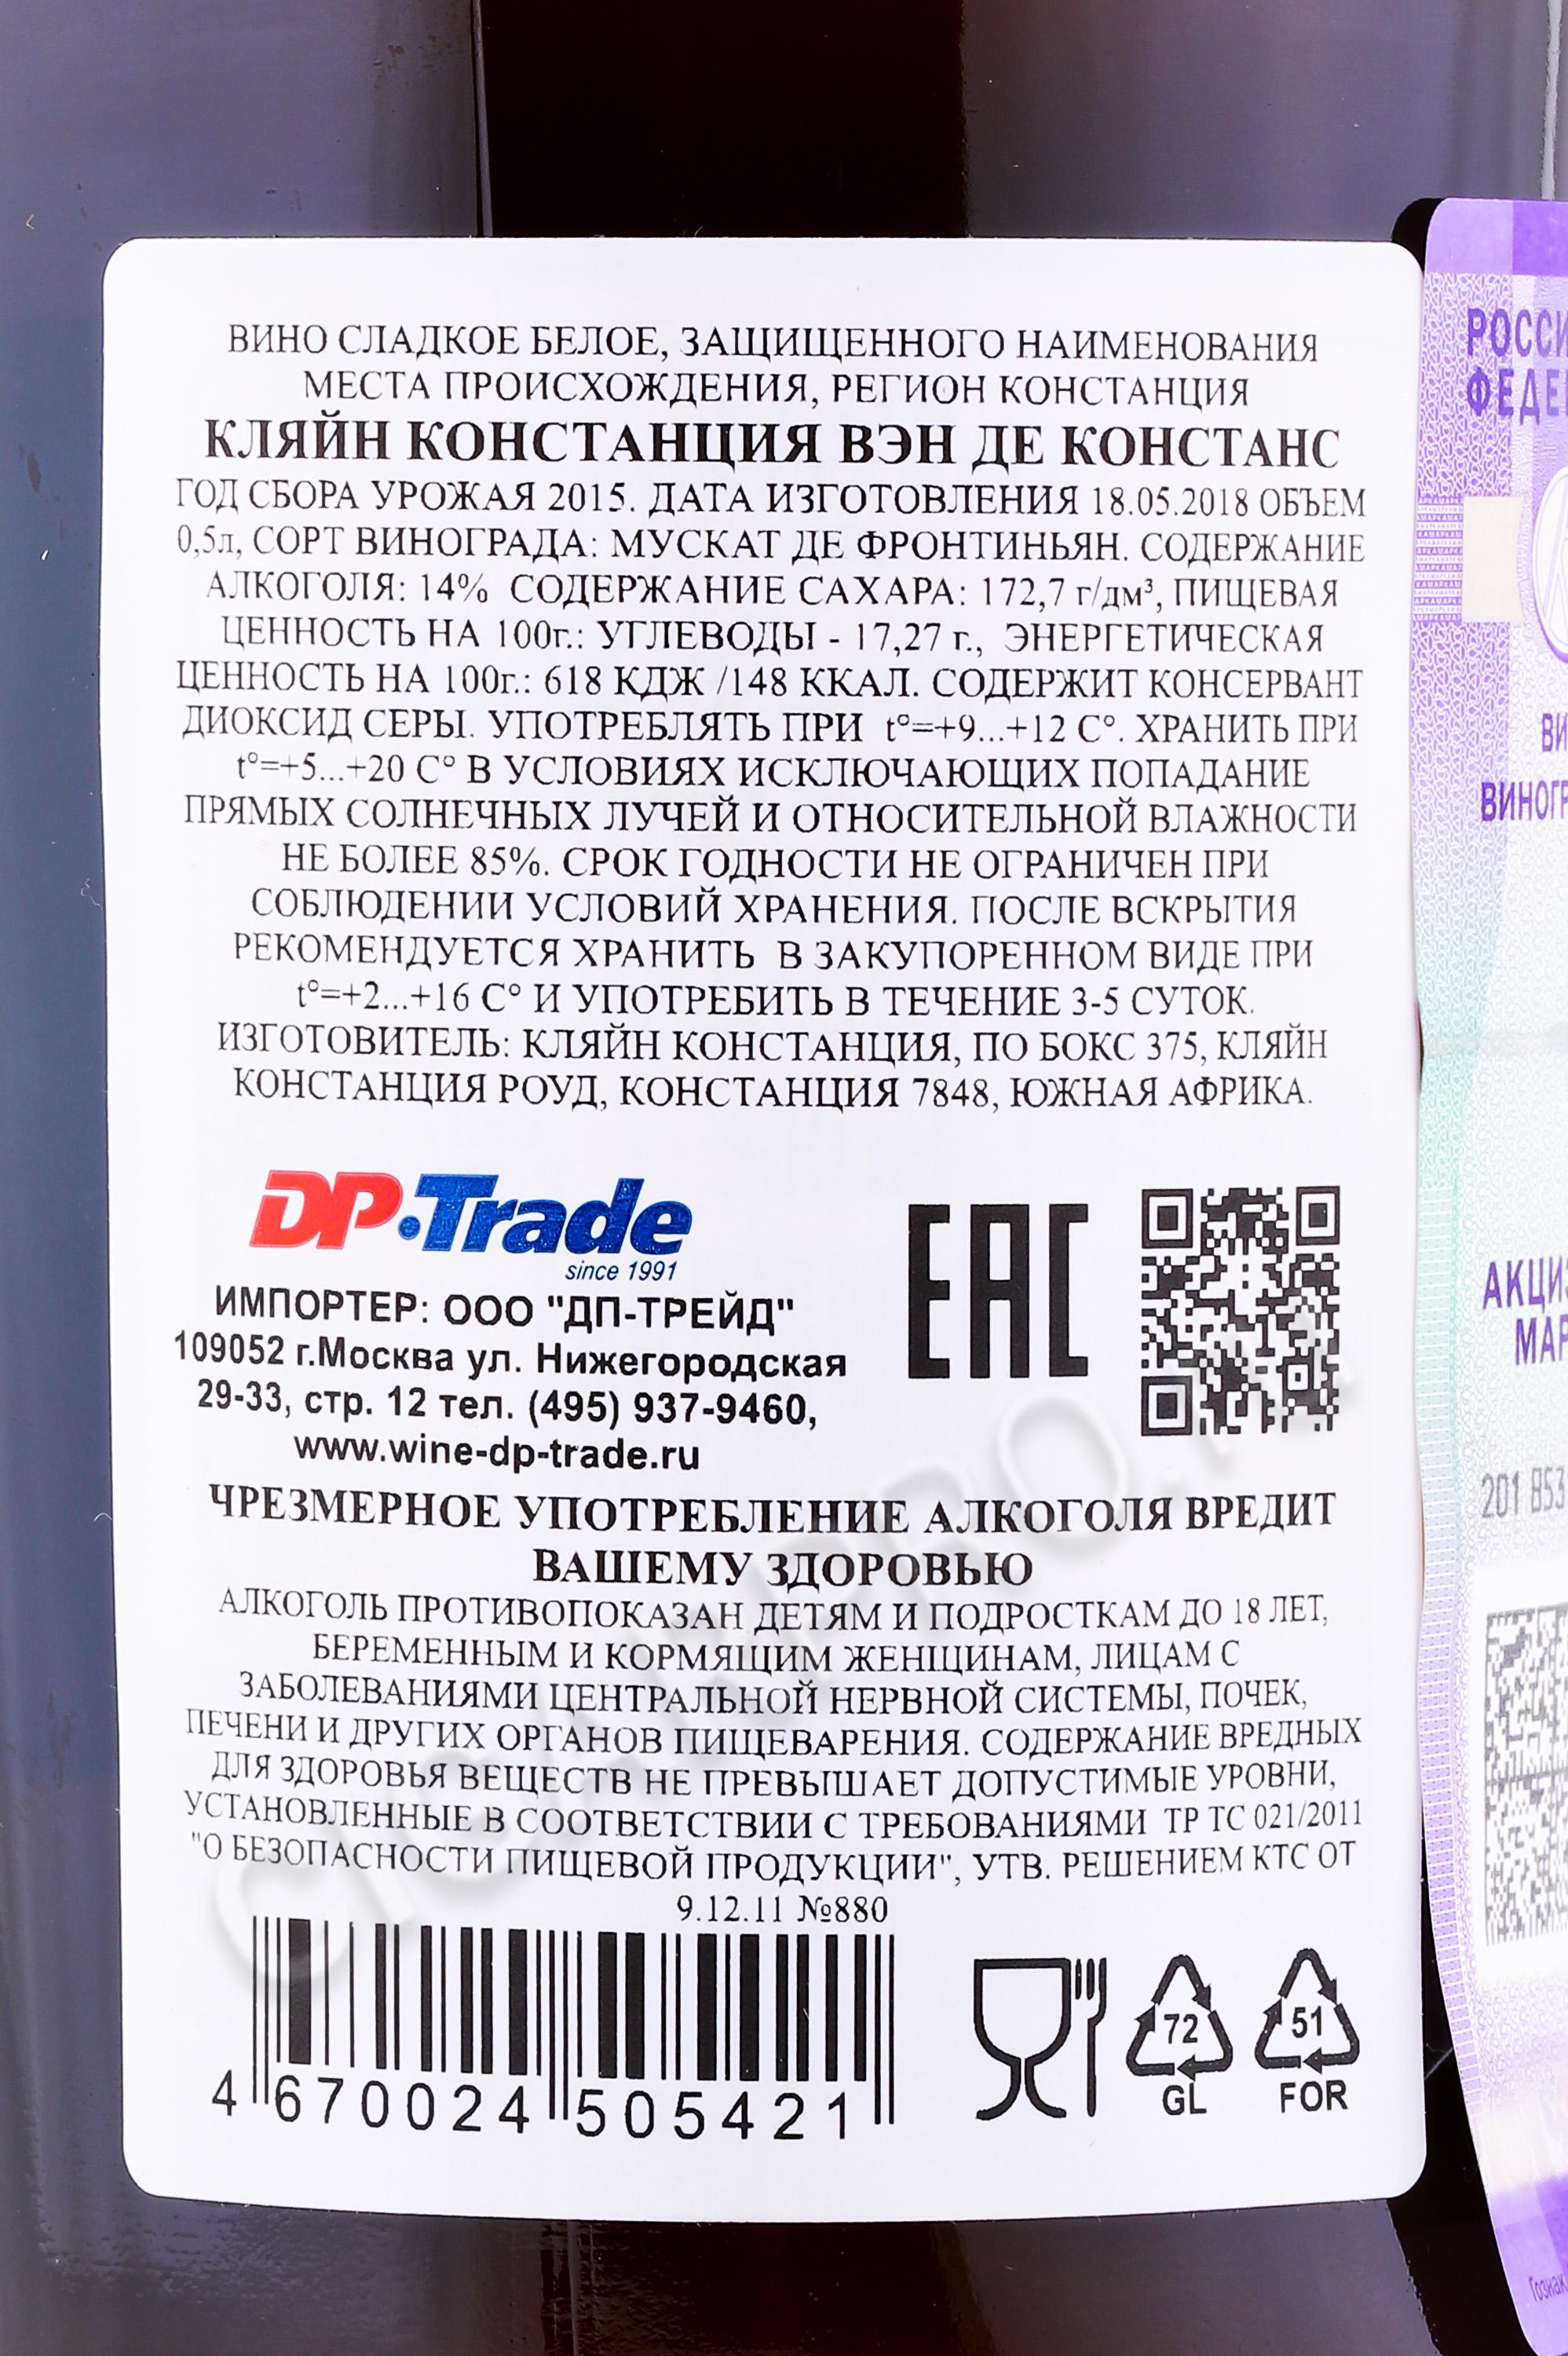 ВИНО СЛАДКОЕ БЕЛОЕ, ЗАЩИЩЕННОГО НАИМЕНОВАНИЯ
МЕСТА ПРОИСХОЖДЕНИЯ, РЕГИОН КОНСТАНЦИЯ
КЛЯЙН КОНСТАНЦИЯ ВЭН ДЕ КОНСТАНС
ГОД СБОРА УРОЖАЯ 2015. ДАТА ИЗГОТОВЛЕНИЯ 18.05.2018 ОБЪЕМ
0,5л, СОРТ ВИНОГРАДА: МУСКАТ ДЕ ФРОНТИНЬЯН. СОДЕРЖАНИЕ
АЛКОГОЛЯ: 14% СОДЕРЖАНИЕ САХАРА: 172,7 г/дм³, ПИЩЕВАЯ
ЦЕННОСТЬ НА 100г.: УГЛЕВОДЫ - 17,27 г., ЭНЕРГЕТИЧЕСКАЯ
ЦЕННОСТЬ НА 100г.: 618 КДЖ /148 ККАЛ. СОДЕРЖИТ КОНСЕРВАНТ
ДИОКСИД СЕРЫ. УПОТРЕБЛЯТЬ ПРИ t°=+9...+12 С°. ХРАНИТЬ ПРИ
t°=+5...+20 С° В УСЛОВИЯХ ИСКЛЮЧАЮЩИХ ПОПАДАНИЕ
ПРЯМЫХ СОЛНЕЧНЫХ ЛУЧЕЙ И ОТНОСИТЕЛЬНОЙ ВЛАЖНОСТИ
НЕ БОЛЕЕ 85%. СРОК ГОДНОСТИ НЕ ОГРАНИЧЕН ПРИ
СОБЛЮДЕНИИ УСЛОВИЙ ХРАНЕНИЯ. ПОСЛЕ ВСКРЫТИЯ
РЕКОМЕНДУЕТСЯ ХРАНИТЬ В ЗАКУПОРЕННОМ ВИДЕ ПРИ
t°=+2...+16 С° И УПОТРЕБИТЬ В ТЕЧЕНИЕ 3-5 СУТОК.
ИЗГОТОВИТЕЛЬ: КЛЯЙН КОНСТАНЦИЯ, ПО БОКС 375, КЛЯЙН
КОНСТАНЦИЯ РОУД, КОНСТАНЦИЯ 7848, ЮЖНАЯ АФРИКА.
DP.Trade
since 1991
EAC
ИМПОРТЕР: ООО "ДП-ТРЕЙД"
109052 г.Москва ул. Нижегородская
29-33, стр. 12 тел. (495) 937-9460,
www.wine-dp-trade.ru
ЧРЕЗМЕРНОЕ УПОТРЕБЛЕНИЕ АЛКОГОЛЯ ВРЕДИТ
ВАШЕМУ ЗДОРОВЬЮ
АЛКОГОЛЬ ПРОТИВОПОКАЗАН ДЕТЯМ И ПОДРОСТКАМ ДО 18 ЛЕТ,
БЕРЕМЕННЫМ И КОРМЯЩИМ ЖЕНЩИНАМ, ЛИЦАМ С
ЗАБОЛЕВАНИЯМИ ЦЕНТРАЛЬНОЙ НЕРВНОЙ СИСТЕМЫ, ПОЧЕК,
ПЕЧЕНИ И ДРУГИХ ОРГАНОВ ПИЩЕВАРЕНИЯ. СОДЕРЖАНИЕ ВРЕДНЫХ
ДЛЯ ЗДОРОВЬЯ ВЕЩЕСТВ НЕ ПРЕВЫШАЕТ ДОПУСТИМЫЕ УРОВНИ,
УСТАНОВЛЕННЫЕ В СООТВЕТСТВИИ С ТРЕБОВАНИЯМИ ТР ТС 021/2011
"О БЕЗОПАСНОСТИ ПИЩЕВОЙ ПРОДУКЦИИ", УТВ. РЕШЕНИЕМ КТС ОТ
9.12.11 №880
4 670024 505421
72
GL
51
FOR
РОССИ
ФЕДЕ
ВИ
ВИНОГР
АКЦИЗ
МАР
201 853
Гознак